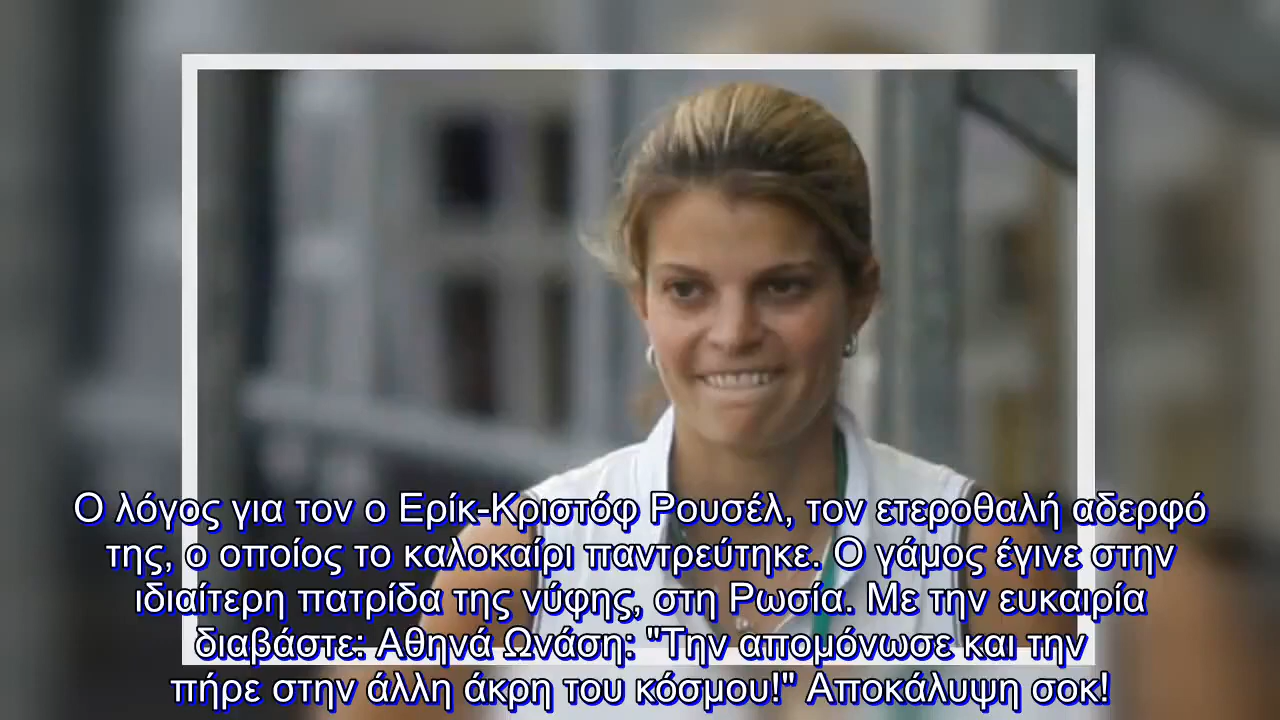 Ο λόγος για τον ο Ερίκ-Κριστόφ Ρουσέλ, τον ετεροθαλή αδερφό
της, ο οποίος το καλοκαίρι παντρεύτηκε. Ο γάμος έγινε στην
ιδιαίτερη πατρίδα της νύφης, στη Ρωσία. Με την ευκαιρία
διαβάστε: Αθηνά Ωνάση: "Την απομόνωσε και την
πήρε στην άλλη άκρη του κόσμου!" Αποκάλυψη σοκ!